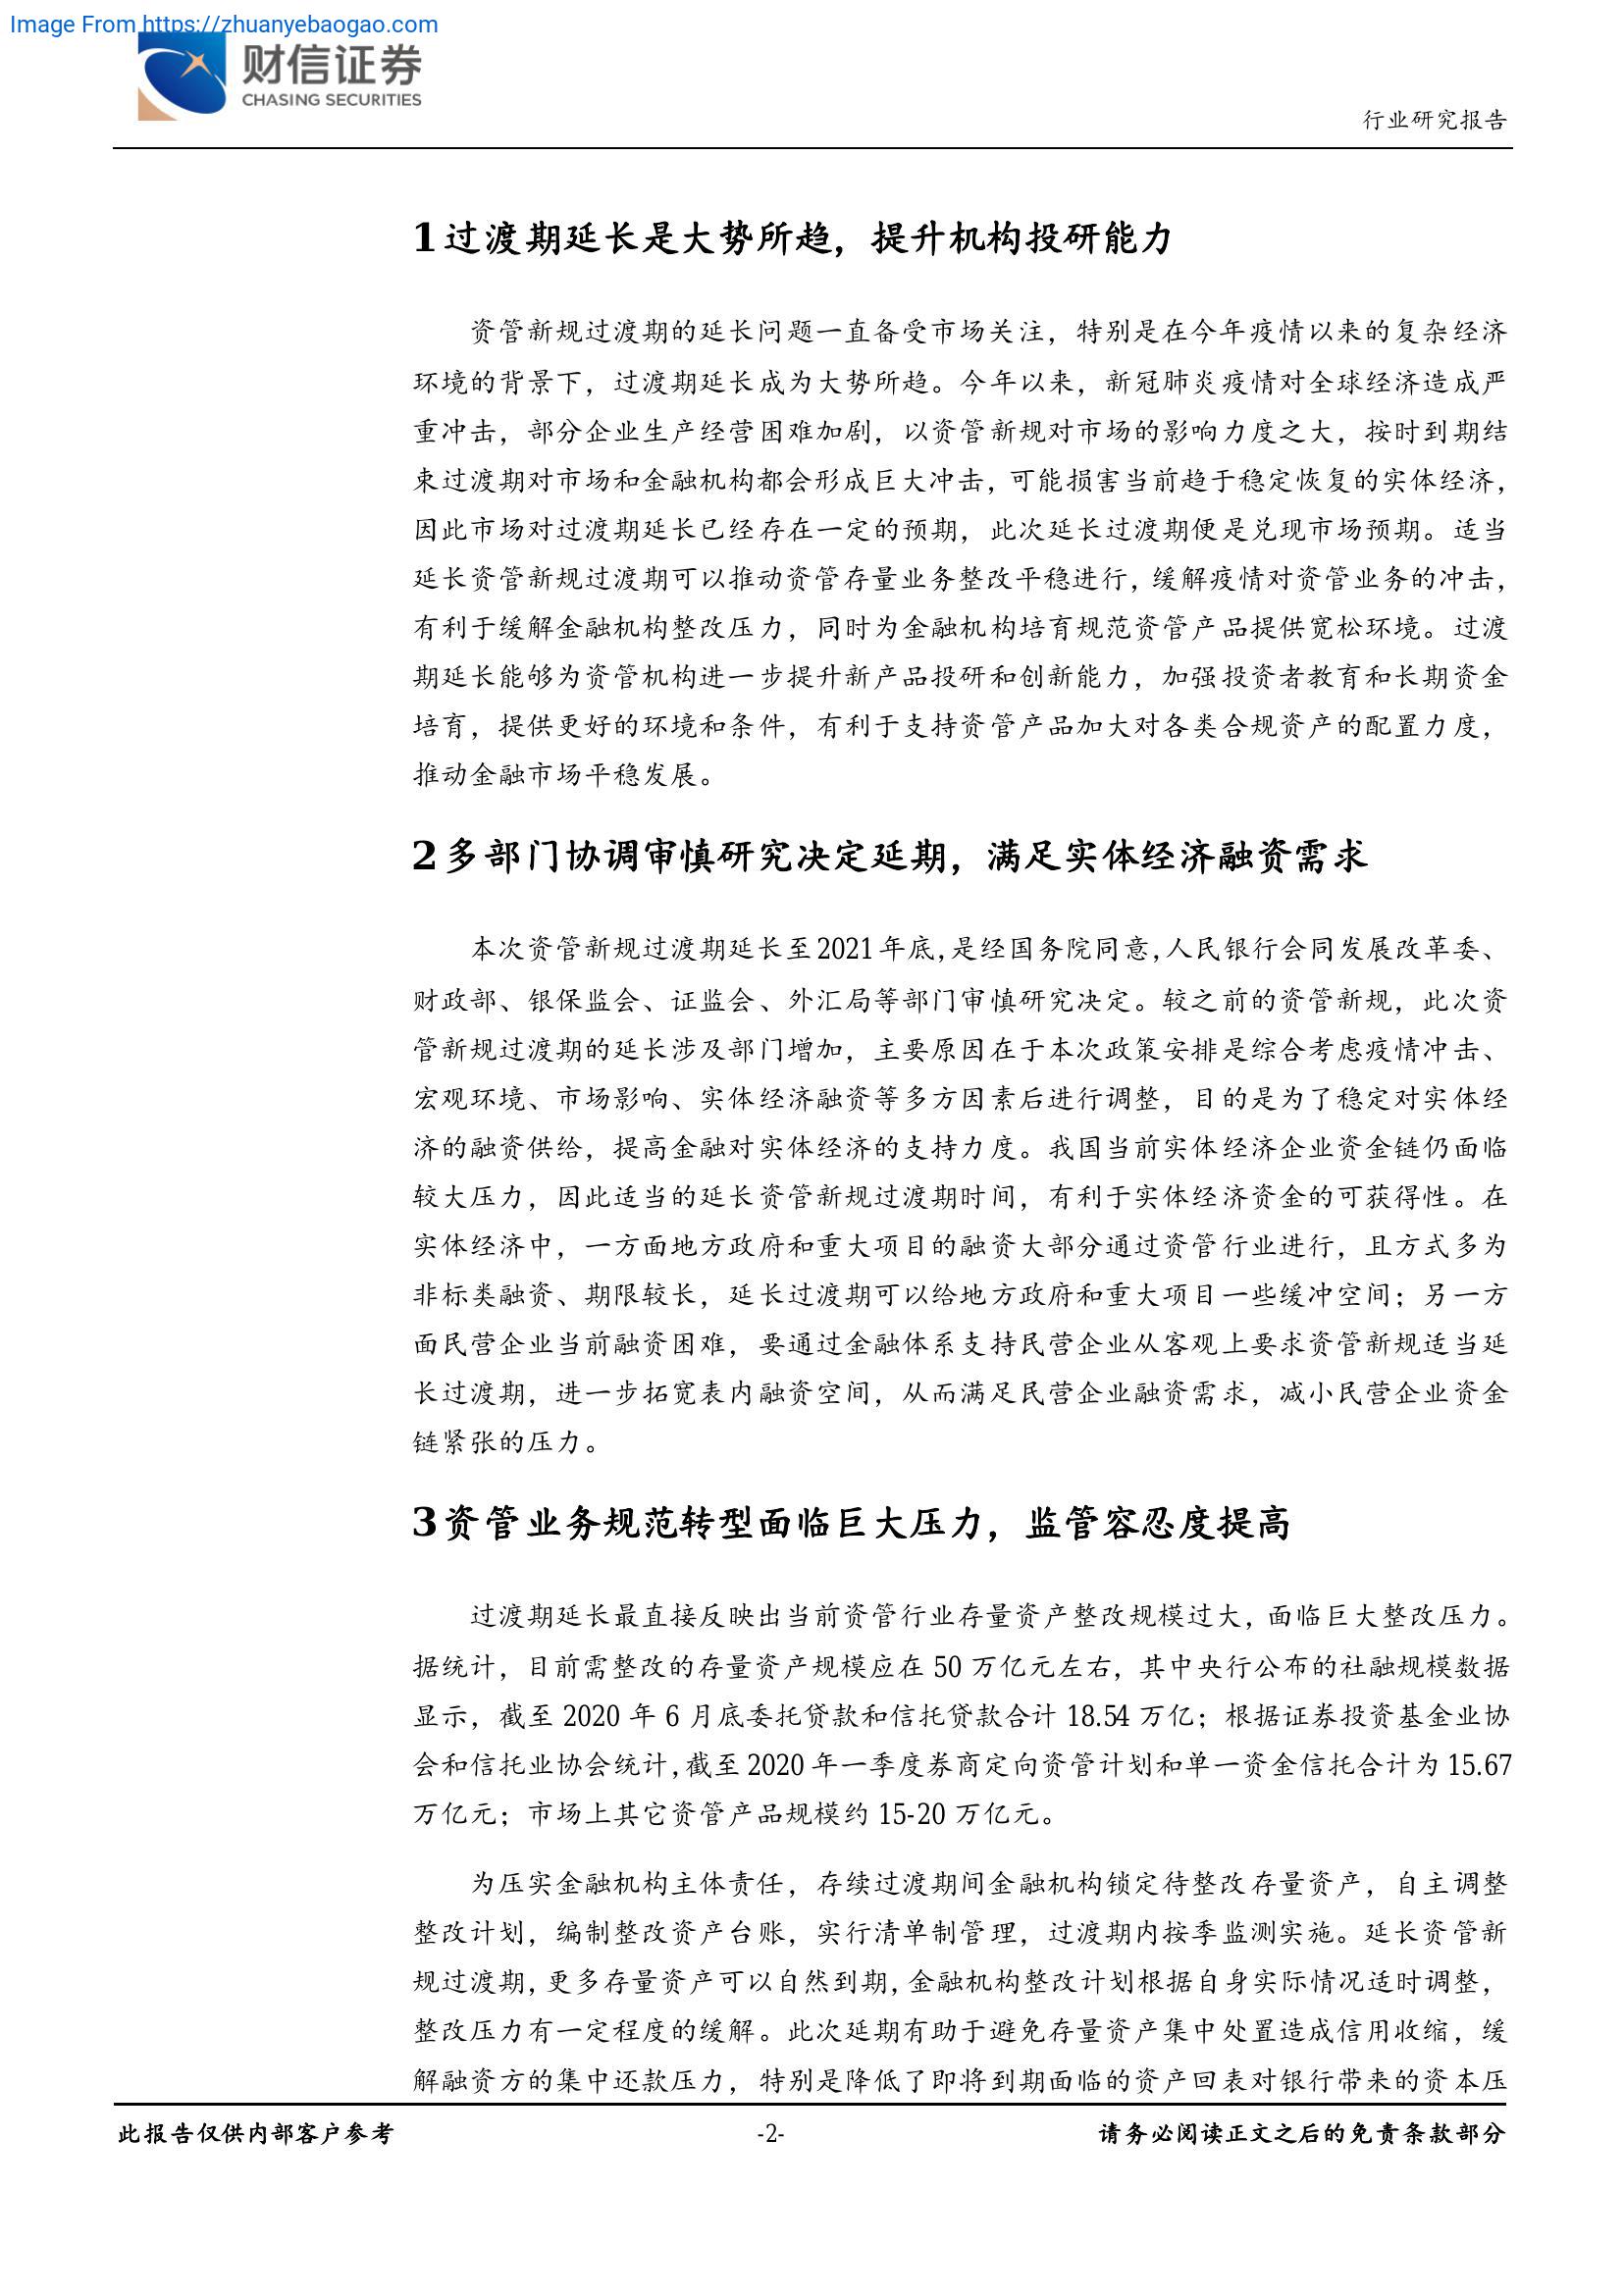 Image From https://zhuanyebaogao.com
财信证券
CHASING SECURITIES
行业研究报告
1 过渡期延长是大势所趋，提升机构投研能力
资管新规过渡期的延长问题一直备受市场关注，特别是在今年疫情以来的复杂经济
环境的背景下，过渡期延长成为大势所趋。今年以来，新冠肺炎疫情对全球经济造成严
重冲击，部分企业生产经营困难加剧，以资管新规对市场的影响力度之大，按时到期结
束过渡期对市场和金融机构都会形成巨大冲击，可能损害当前趋于稳定恢复的实体经济，
因此市场对过渡期延长已经存在一定的预期，此次延长过渡期便是兑现市场预期。适当
延长资管新规过渡期可以推动资管存量业务整改平稳进行，缓解疫情对资管业务的冲击，
有利于缓解金融机构整改压力，同时为金融机构培育规范资管产品提供宽松环境。过渡
期延长能够为资管机构进一步提升新产品投研和创新能力，加强投资者教育和长期资金
培育，提供更好的环境和条件，有利于支持资管产品加大对各类合规资产的配置力度，
推动金融市场平稳发展。
2 多部门协调审慎研究决定延期，满足实体经济融资需求
本次资管新规过渡期延长至 2021 年底，是经国务院同意，人民银行会同发展改革委、
财政部、银保监会、证监会、外汇局等部门审慎研究决定。较之前的资管新规，此次资
管新规过渡期的延长涉及部门增加，主要原因在于本次政策安排是综合考虑疫情冲击、
宏观环境、市场影响、实体经济融资等多方因素后进行调整，目的是为了稳定对实体经
济的融资供给，提高金融对实体经济的支持力度。我国当前实体经济企业资金链仍面临
较大压力，因此适当的延长资管新规过渡期时间，有利于实体经济资金的可获得性。在
实体经济中，一方面地方政府和重大项目的融资大部分通过资管行业进行，且方式多为
非标类融资、期限较长，延长过渡期可以给地方政府和重大项目一些缓冲空间；另一方
面民营企业当前融资困难，要通过金融体系支持民营企业从客观上要求资管新规适当延
长过渡期，进一步拓宽表内融资空间，从而满足民营企业融资需求，减小民营企业资金
链紧张的压力。
3 资管业务规范转型面临巨大压力，监管容忍度提高
过渡期延长最直接反映出当前资管行业存量资产整改规模过大，面临巨大整改压力。
据统计，目前需整改的存量资产规模应在 50 万亿元左右，其中央行公布的社融规模数据
显示，截至 2020 年 6 月底委托贷款和信托贷款合计 18.54 万亿；根据证券投资基金业协
会和信托业协会统计，截至 2020 年一季度券商定向资管计划和单一资金信托合计为 15.67
万亿元；市场上其它资管产品规模约 15-20 万亿元。
为压实金融机构主体责任，存续过渡期间金融机构锁定待整改存量资产，自主调整
整改计划，编制整改资产台账，实行清单制管理，过渡期内按季监测实施。延长资管新
规过渡期，更多存量资产可以自然到期，金融机构整改计划根据自身实际情况适时调整，
整改压力有一定程度的缓解。此次延期有助于避免存量资产集中处置造成信用收缩，缓
解融资方的集中还款压力，特别是降低了即将到期面临的资产回表对银行带来的资本压
此报告仅供内部客户参考
-2-
请务必阅读正文之后的免责条款部分